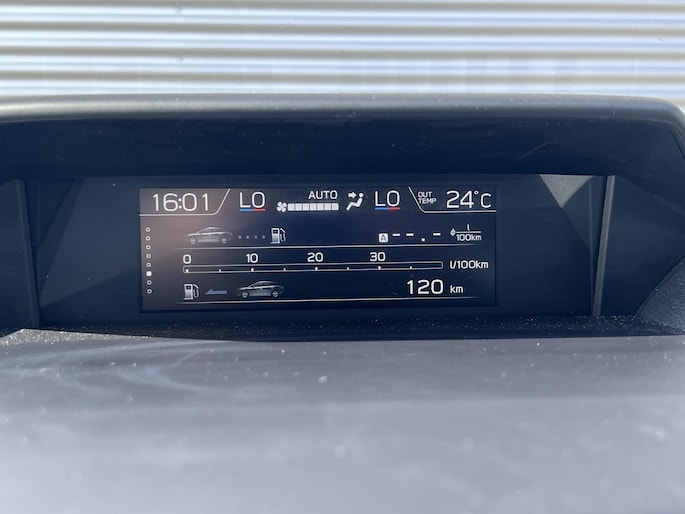 16:01 LO AUTO LO OUT TEMP 24°C
A --.- ø l/100km
0 10 20 30 l/100km
120 km